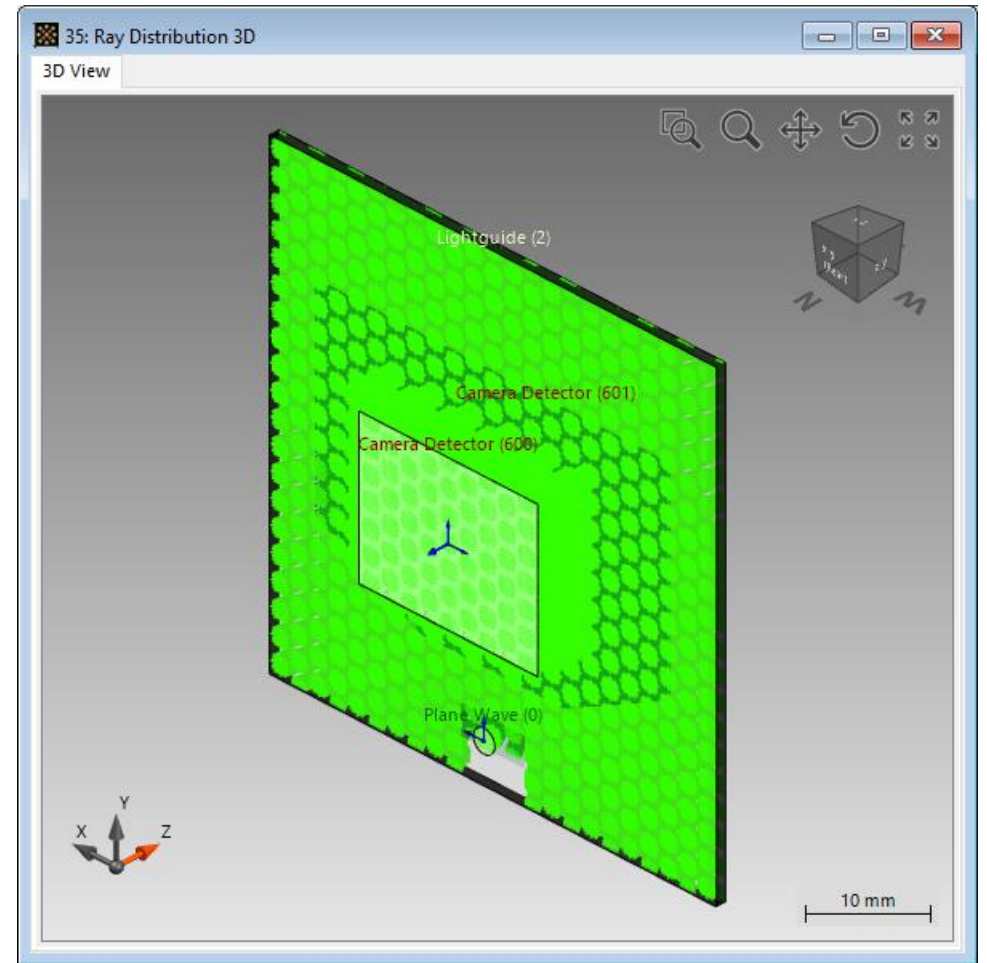 35: Ray Distribution 3D
3D View
Lightguide (2)
Camera Detector (601)
Camera Detector (600)
Plane Wave (0)
Y
X
Z
10 mm